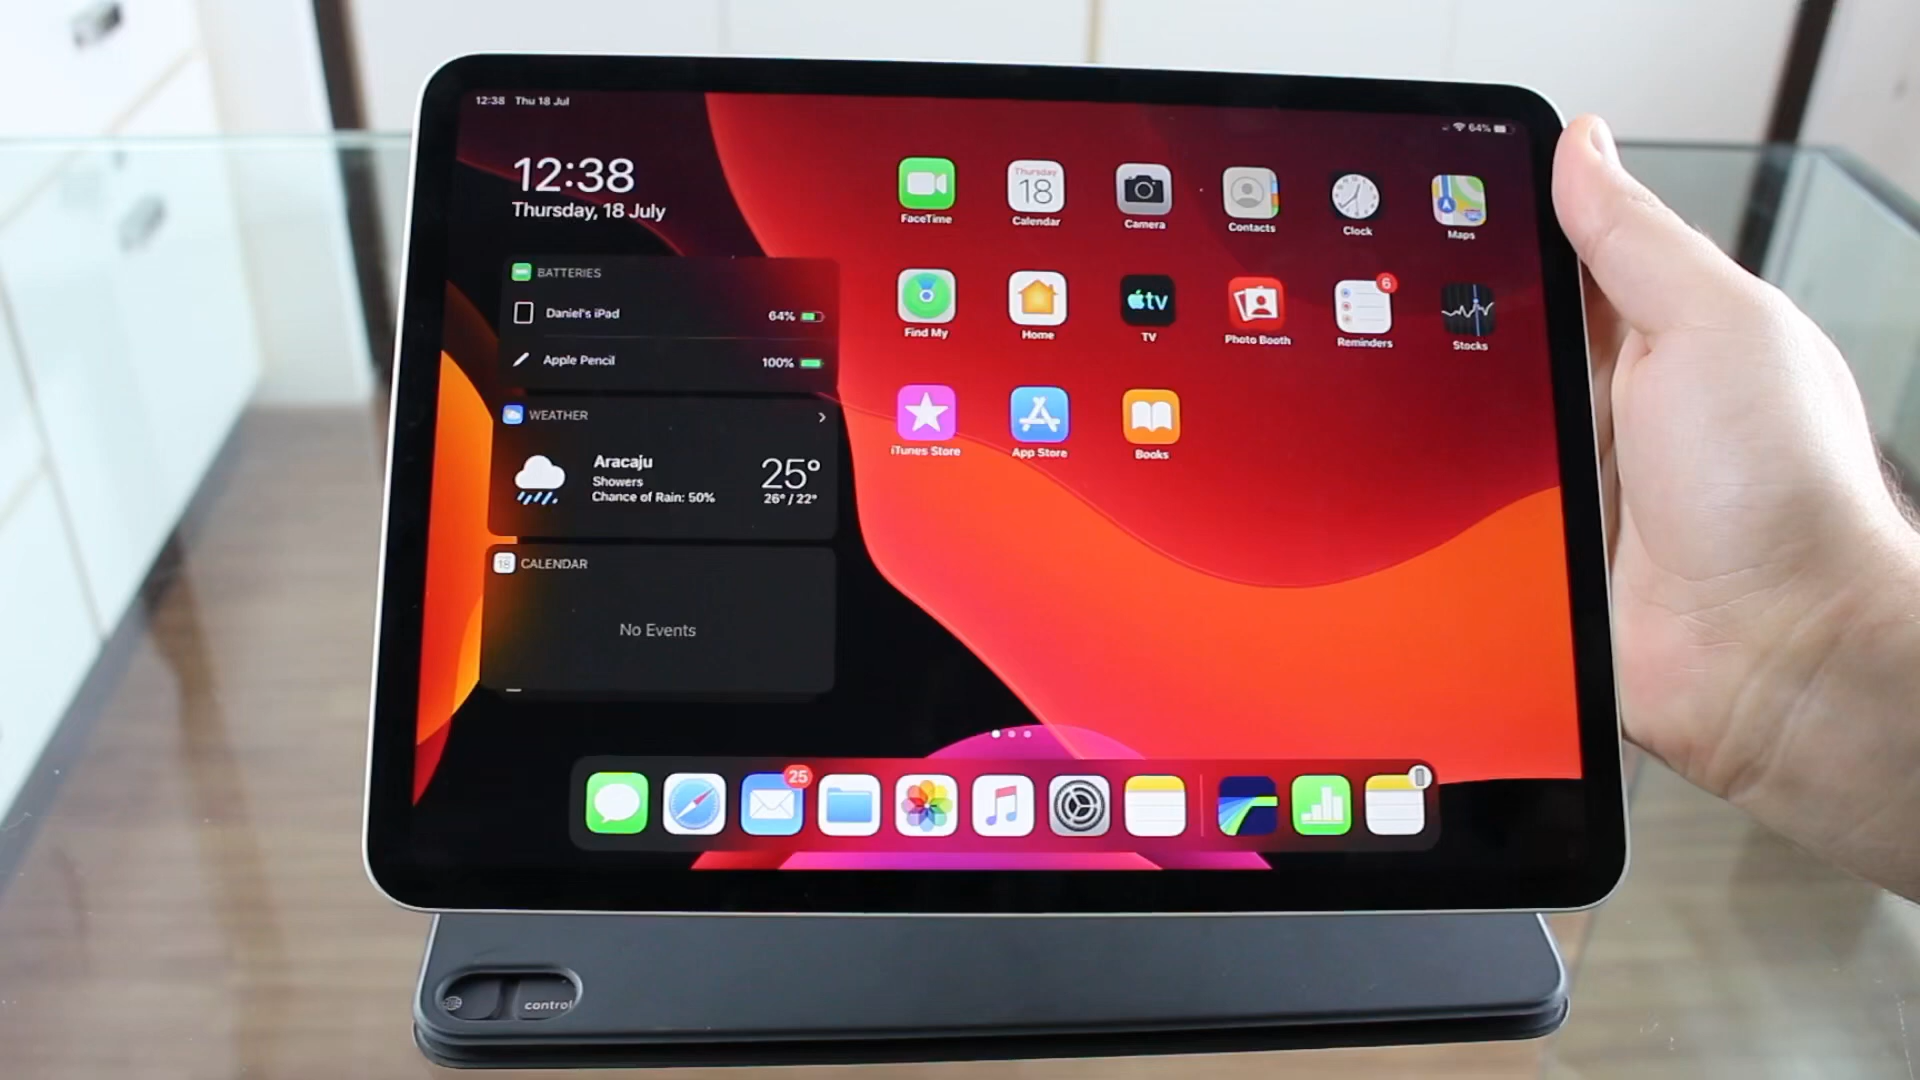 12:38 Thu 18 Jul
64%
12:38
Thursday, 18 July
BATTERIES
Daniel's iPad 64%
Apple Pencil 100%
WEATHER
Aracaju
Showers
Chance of Rain: 50%
25°
26° / 22°
18 CALENDAR
No Events
Thursday
18
FaceTime Calendar Camera Contacts Clock Maps
tv
6
Find My Home TV Photo Booth Reminders Stocks
iTunes Store App Store Books
25
control